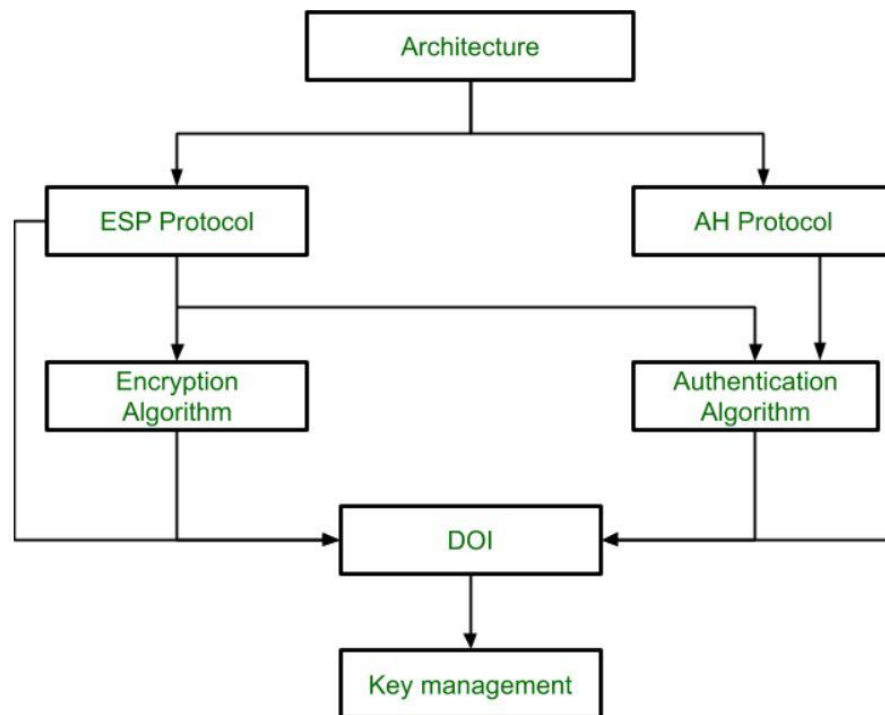 Architecture
ESP Protocol
AH Protocol
Encryption
Algorithm
Authentication
Algorithm
DOI
Key management